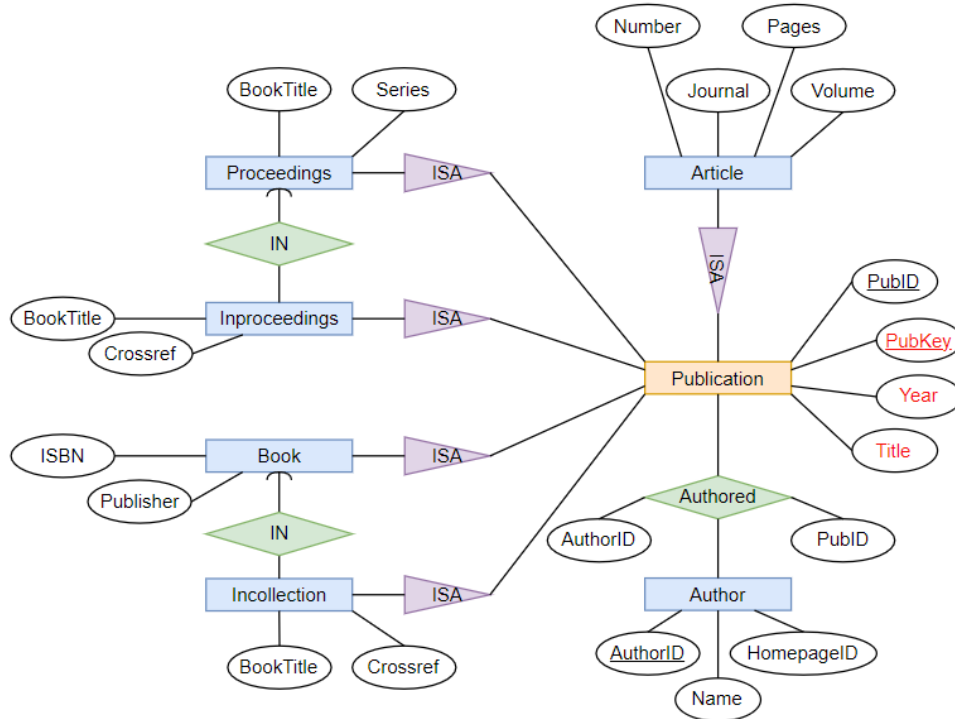 Number
Pages
BookTitle
Series
Journal
Volume
Proceedings
ISA
Article
IN
ISA
PubID
BookTitle
Inproceedings
ISA
Crossref
PubKey
Publication
Year
ISBN
Book
ISA
Title
Publisher
Authored
IN
AuthorID
PubID
Incollection
ISA
Author
BookTitle
Crossref
AuthorID
HomepageID
Name